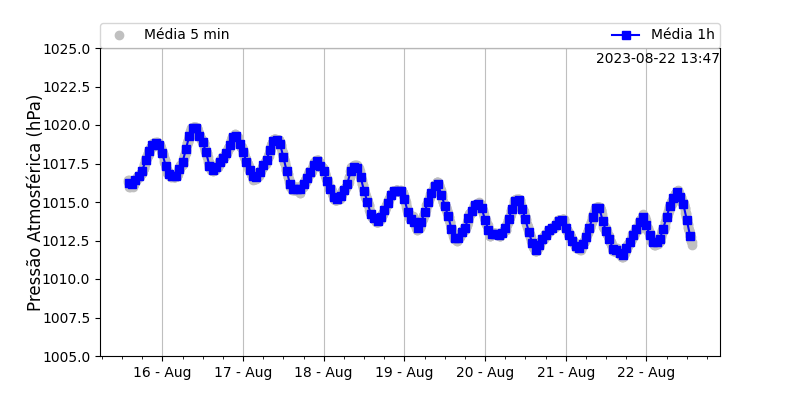 Média 5 min
Média 1h
2023-08-22 13:47
Pressão Atmosférica (hPa)
1025.0
1022.5
1020.0
1017.5
1015.0
1012.5
1010.0
1007.5
1005.0
16 - Aug
17 - Aug
18 - Aug
19 - Aug
20 - Aug
21 - Aug
22 - Aug